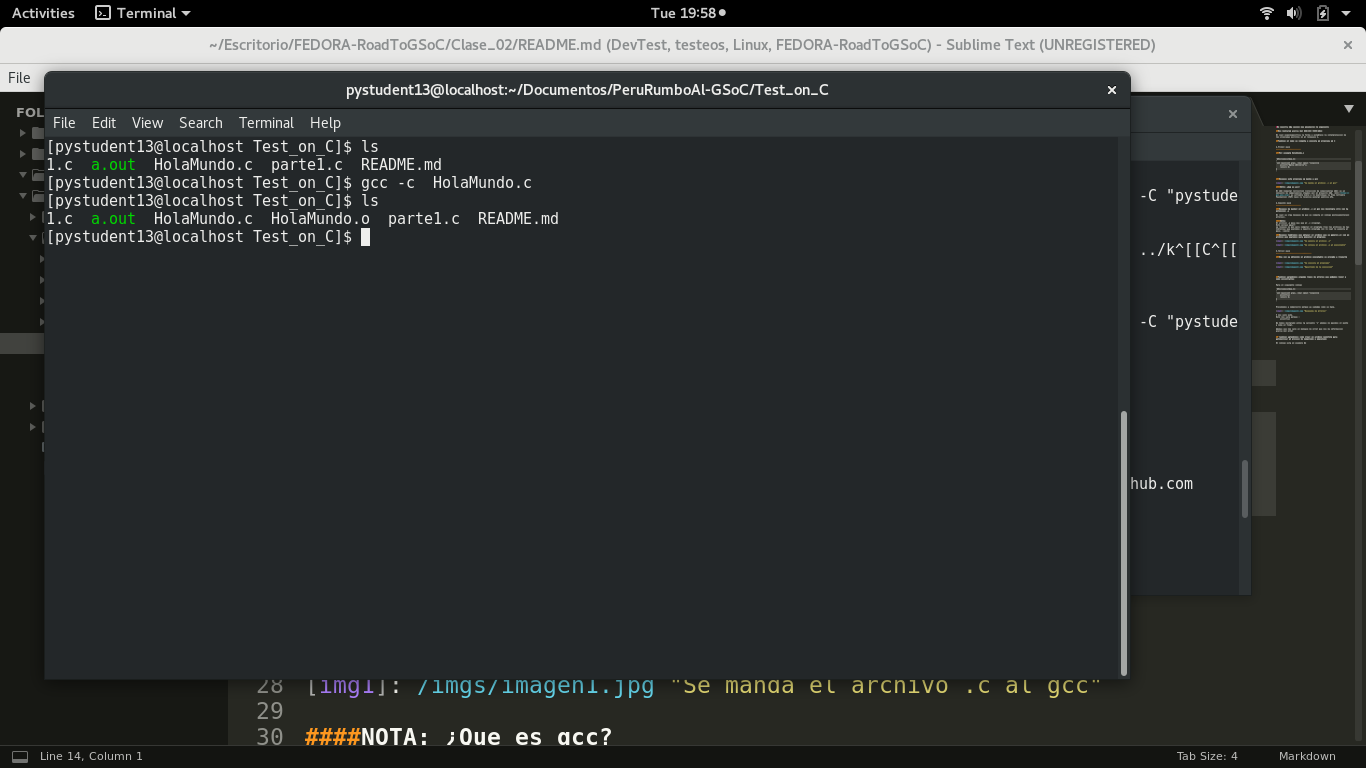 Activities Terminal Tue 19:58
~/Escritorio/FEDORA-RoadToGSoC/Clase_02/README.md (DevTest, testeos, Linux, FEDORA-RoadToGSoC) - Sublime Text (UNREGISTERED) ×
File
FOL
pystudent13@localhost:~/Documentos/PeruRumboAl-GSoC/Test_on_C ×
File Edit View Search Terminal Help
[pystudent13@localhost Test_on_C]$ ls
1.c a.out HolaMundo.c parte1.c README.md
[pystudent13@localhost Test_on_C]$ gcc -c  HolaMundo.c
[pystudent13@localhost Test_on_C]$ ls
1.c a.out HolaMundo.c HolaMundo.o parte1.c README.md
[pystudent13@localhost Test_on_C]$
×
-C "pystude
../k^[[C^[[
-C "pystude
hub.com
28 [img1]: /imgs/imagen1.jpg "Se manda el archivo .c al gcc"
29
30 ####NOTA: ¿Que es gcc?
Line 14, Column 1 Tab Size: 4 Markdown